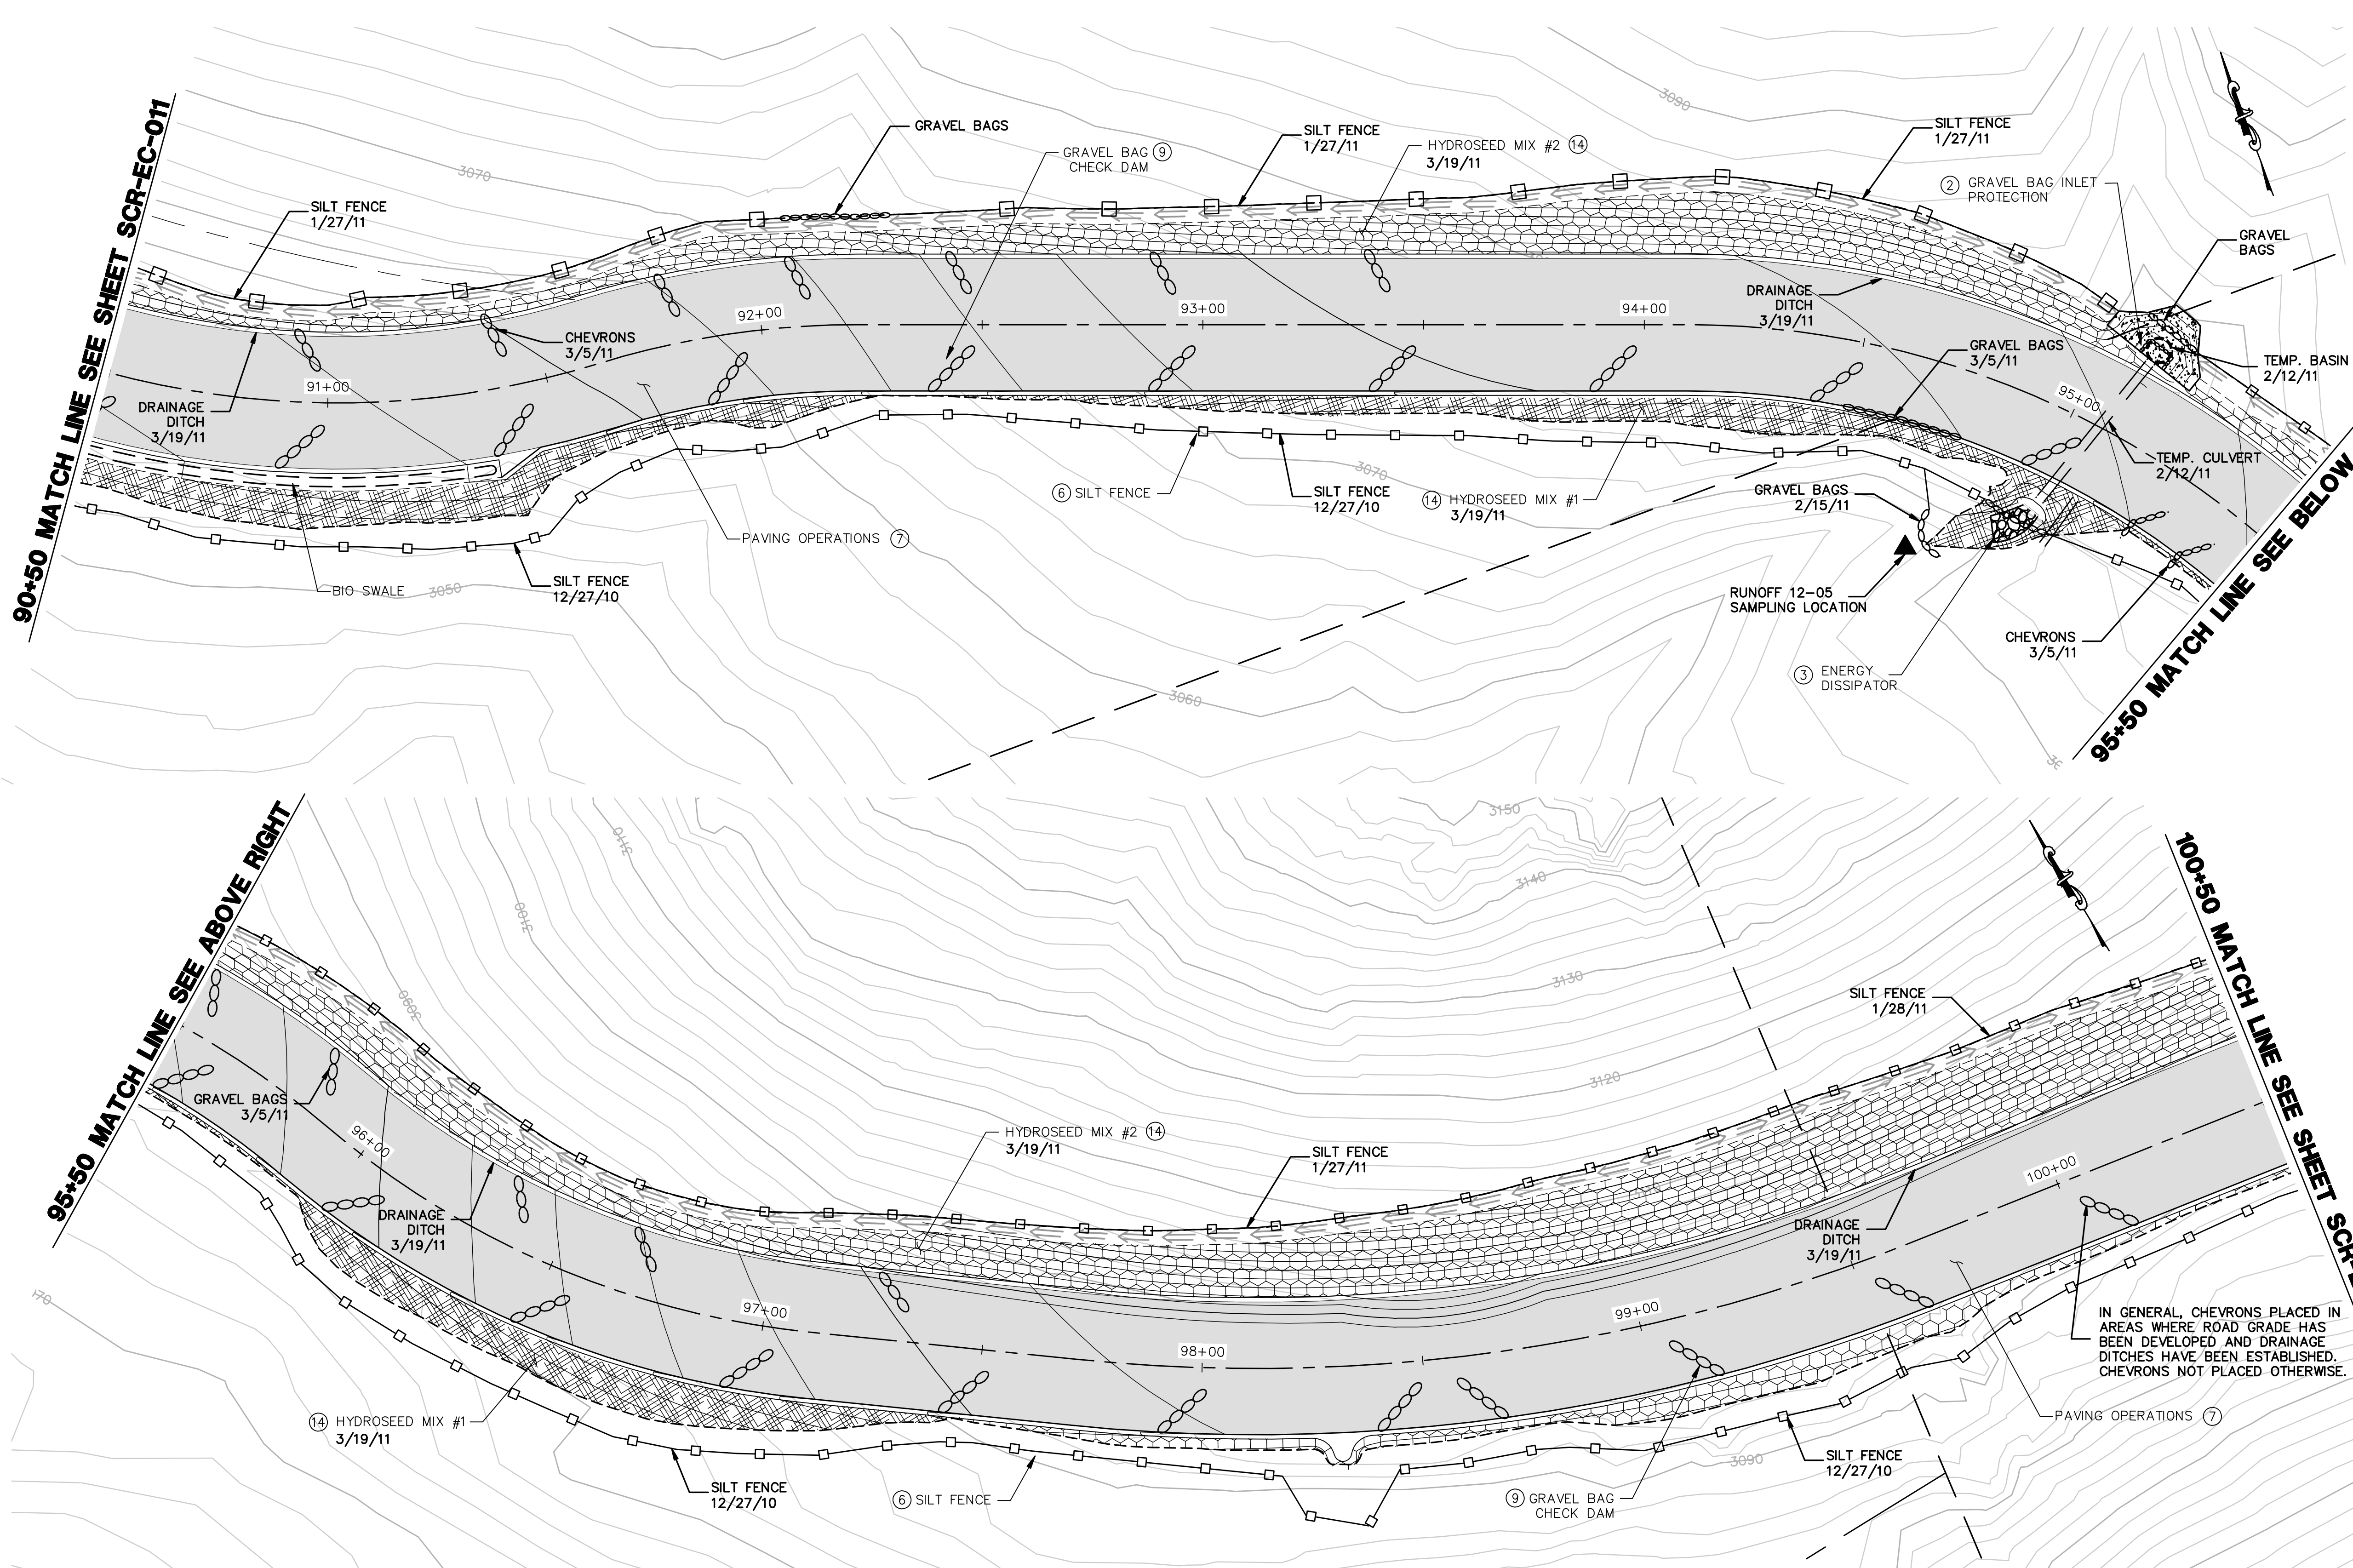 90+50 MATCH LINE SEE SHEET SCR-EC-011
3070
SILT FENCE
1/27/11
GRAVEL BAGS
GRAVEL BAG 9
CHECK DAM
SILT FENCE
1/27/11
HYDROSEED MIX #2 14
3/19/11
3090
SILT FENCE
1/27/11
2 GRAVEL BAG INLET
PROTECTION
GRAVEL
BAGS
TEMP. BASIN
2/12/11
DRAINAGE
DITCH
3/19/11
GRAVEL BAGS
3/5/11
CHEVRONS
3/5/11
91+00
92+00
93+00
94+00
95+00
DRAINAGE
DITCH
3/19/11
TEMP. CULVERT
2/12/11
BIO SWALE
3050
SILT FENCE
12/27/10
PAVING OPERATIONS 7
6 SILT FENCE
SILT FENCE
12/27/10
3070
14 HYDROSEED MIX #1
3/19/11
GRAVEL BAGS
2/15/11
RUNOFF 12-05
SAMPLING LOCATION
3 ENERGY
DISSIPATOR
CHEVRONS
3/5/11
3060
95+50 MATCH LINE SEE BELOW
95+50 MATCH LINE SEE ABOVE RIGHT
3110
3100
3090
3150
3140
3130
3120
SILT FENCE
1/28/11
100+50 MATCH LINE SEE SHEET
GRAVEL BAGS
3/5/11
96+00
HYDROSEED MIX #2 14
3/19/11
SILT FENCE
1/27/11
DRAINAGE
DITCH
3/19/11
97+00
98+00
99+00
100+00
DRAINAGE
DITCH
3/19/11
IN GENERAL, CHEVRONS PLACED IN
AREAS WHERE ROAD GRADE HAS
BEEN DEVELOPED AND DRAINAGE
DITCHES HAVE BEEN ESTABLISHED.
CHEVRONS NOT PLACED OTHERWISE.
14 HYDROSEED MIX #1
3/19/11
SILT FENCE
12/27/10
6 SILT FENCE
9 GRAVEL BAG
CHECK DAM
3090
SILT FENCE
12/27/10
PAVING OPERATIONS 7